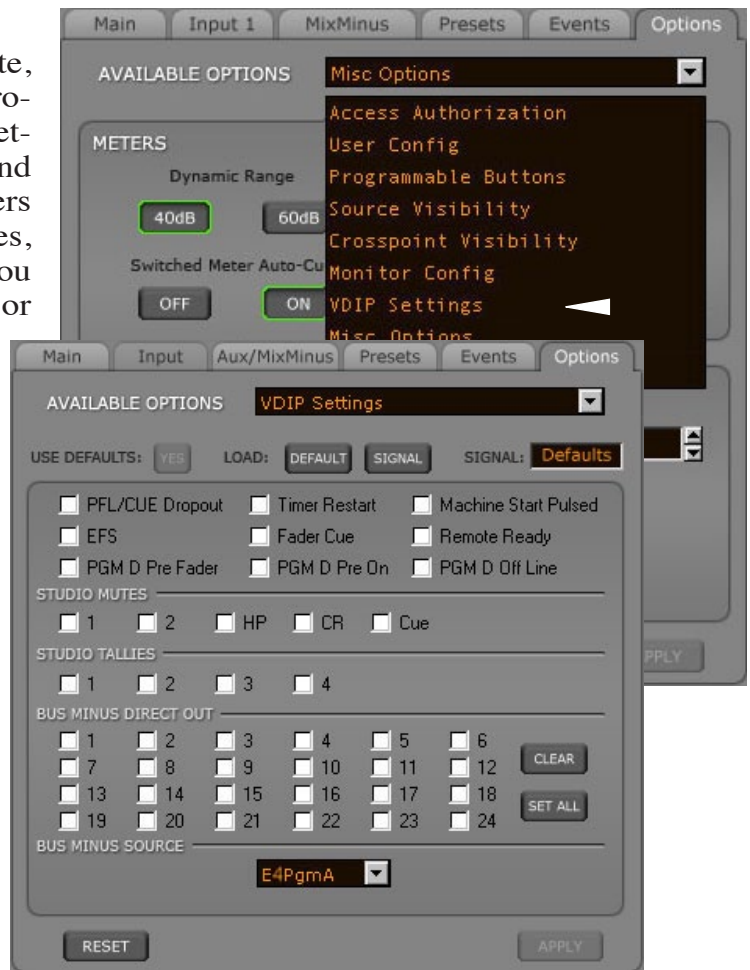 te,
ro-
et-
nd
ers
es,
ou
or
Main Input 1 MixMinus Presets Events Options
AVAILABLE OPTIONS Misc Options
Access Authorization
User Config
Programmable Buttons
Source Visibility
Crosspoint Visibility
Monitor Config
VDIP Settings
Misc Options
METERS
Dynamic Range
40dB 60dB
Switched Meter Auto-Cu
OFF ON
PPLY
Main Input Aux/MixMinus Presets Events Options
AVAILABLE OPTIONS VDIP Settings
USE DEFAULTS: YES LOAD: DEFAULT SIGNAL SIGNAL: Defaults
PFL/CUE Dropout Timer Restart Machine Start Pulsed
EFS Fader Cue Remote Ready
PGM D Pre Fader PGM D Pre On PGM D Off Line
STUDIO MUTES
1 2 HP CR Cue
STUDIO TALLIES
1 2 3 4
BUS MINUS DIRECT OUT
1 2 3 4 5 6
7 8 9 10 11 12 CLEAR
13 14 15 16 17 18
19 20 21 22 23 24 SET ALL
BUS MINUS SOURCE
E4PgmA
RESET APPLY